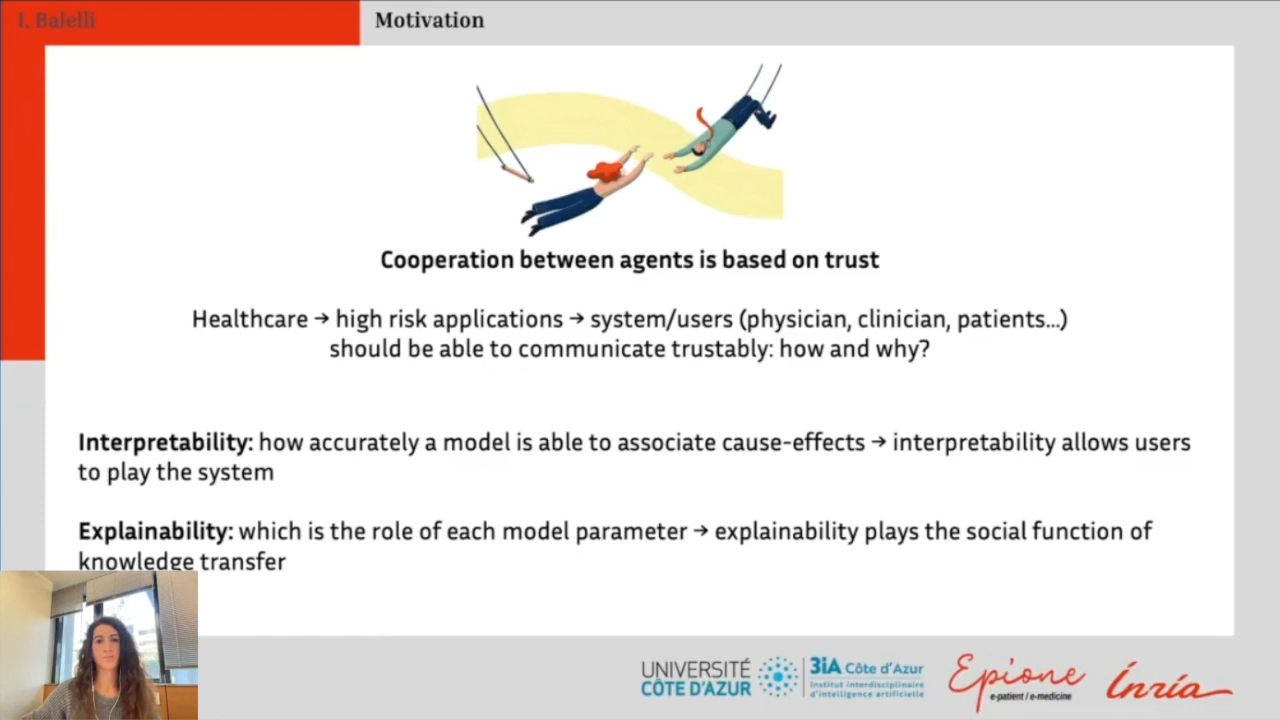 I. Balelli
Motivation
Cooperation between agents is based on trust
Healthcare → high risk applications → system/users (physician, clinician, patients...)
should be able to communicate trustably: how and why?
Interpretability: how accurately a model is able to associate cause-effects → interpretability allows users
to play the system
Explainability: which is the role of each model parameter → explainability plays the social function of
knowledge transfer
UNIVERSITÉ
CÔTE D'AZUR
3iA Côte d'Azur
Institut interdisciplinaire
d'intelligence artificielle
Epione
e-patient / e-medicine
Inria